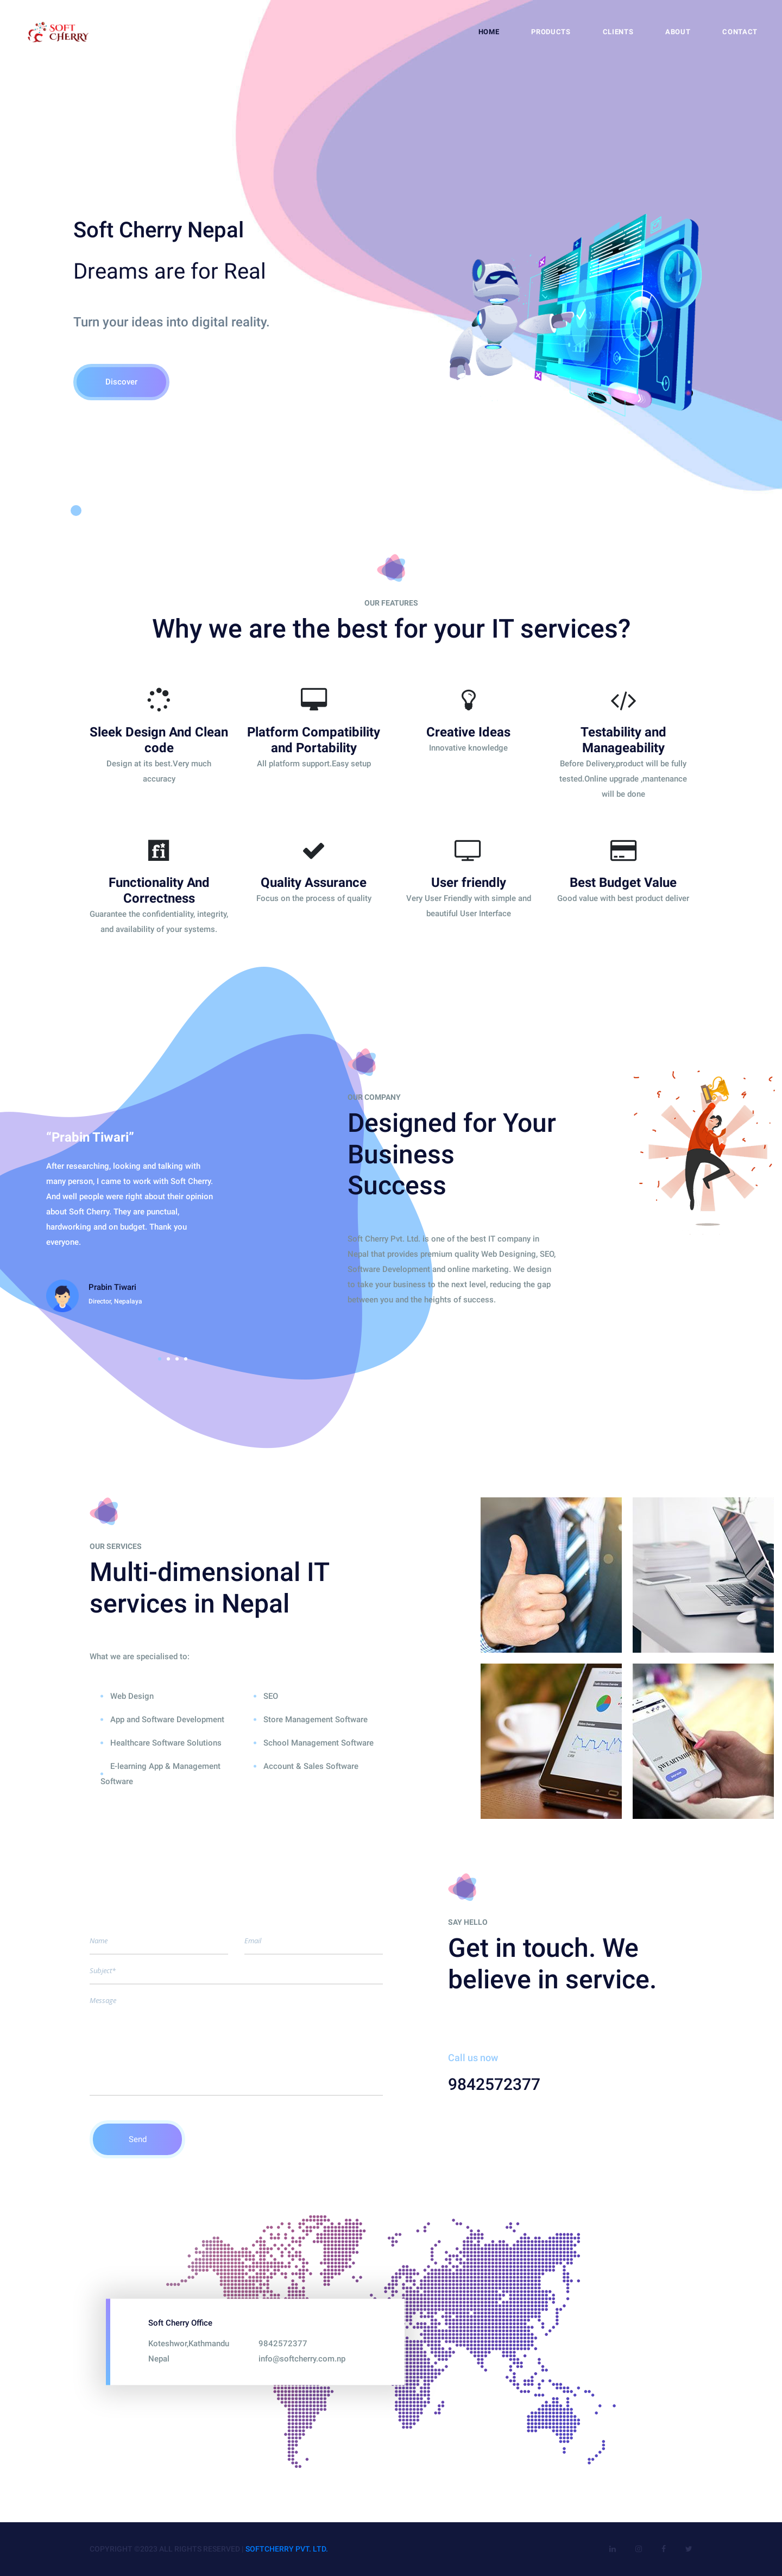 SOFT
CHERRY
HOME
PRODUCTS
CLIENTS
ABOUT
CONTACT
Soft Cherry Nepal
Dreams are for Real
Turn your ideas into digital reality.
Discover
OUR FEATURES
Why we are the best for your IT services?
Sleek Design And Clean
code
Design at its best.Very much
accuracy
Platform Compatibility
and Portability
All platform support.Easy setup
Creative Ideas
Innovative knowledge
Testability and
Manageability
Before Delivery,product will be fully
tested.Online upgrade ,mantenance
will be done
Functionality And
Correctness
Guarantee the confidentiality, integrity,
and availability of your systems.
Quality Assurance
Focus on the process of quality
User friendly
Very User Friendly with simple and
beautiful User Interface
Best Budget Value
Good value with best product deliver
“Prabin Tiwari”
After researching, looking and talking with
many person, I came to work with Soft Cherry.
And well people were right about their opinion
about Soft Cherry. They are punctual,
hardworking and on budget. Thank you
everyone.
Prabin Tiwari
Director, Nepalaya
OUR COMPANY
Designed for Your
Business
Success
Soft Cherry Pvt. Ltd. is one of the best IT company in
Nepal that provides premium quality Web Designing, SEO,
Software Development and online marketing. We design
to take your business to the next level, reducing the gap
between you and the heights of success.
OUR SERVICES
Multi-dimensional IT
services in Nepal
What we are specialised to:
Web Design
App and Software Development
Healthcare Software Solutions
E-learning App & Management
Software
SEO
Store Management Software
School Management Software
Account & Sales Software
Name
Email
Subject*
Message
Send
SAY HELLO
Get in touch. We
believe in service.
Call us now
9842572377
Soft Cherry Office
Koteshwor,Kathmandu
Nepal
9842572377
info@softcherry.com.np
COPYRIGHT ©2023 ALL RIGHTS RESERVED | SOFTCHERRY PVT. LTD.